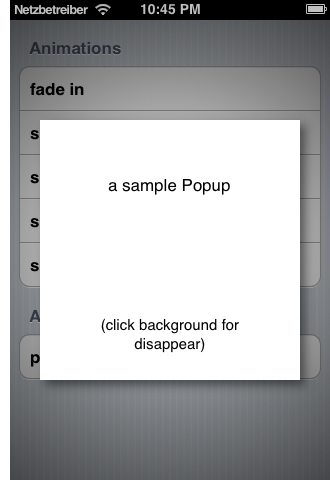 Netzbetreiber 10:45 PM
Animations
fade in
s
a sample Popup
s
s
s
A
(click background for
disappear)
p